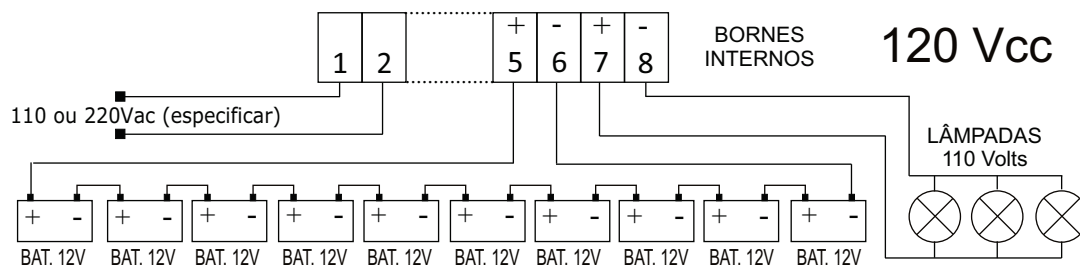 + - + -
1 2 5 6 7 8
BORNES
INTERNOS
120 Vcc
110 ou 220Vac (especificar)
LÂMPADAS
110 Volts
+ - + - + - + - + - + - + - + - + - + -
BAT. 12V BAT. 12V BAT. 12V BAT. 12V BAT. 12V BAT. 12V BAT. 12V BAT. 12V BAT. 12V BAT. 12V